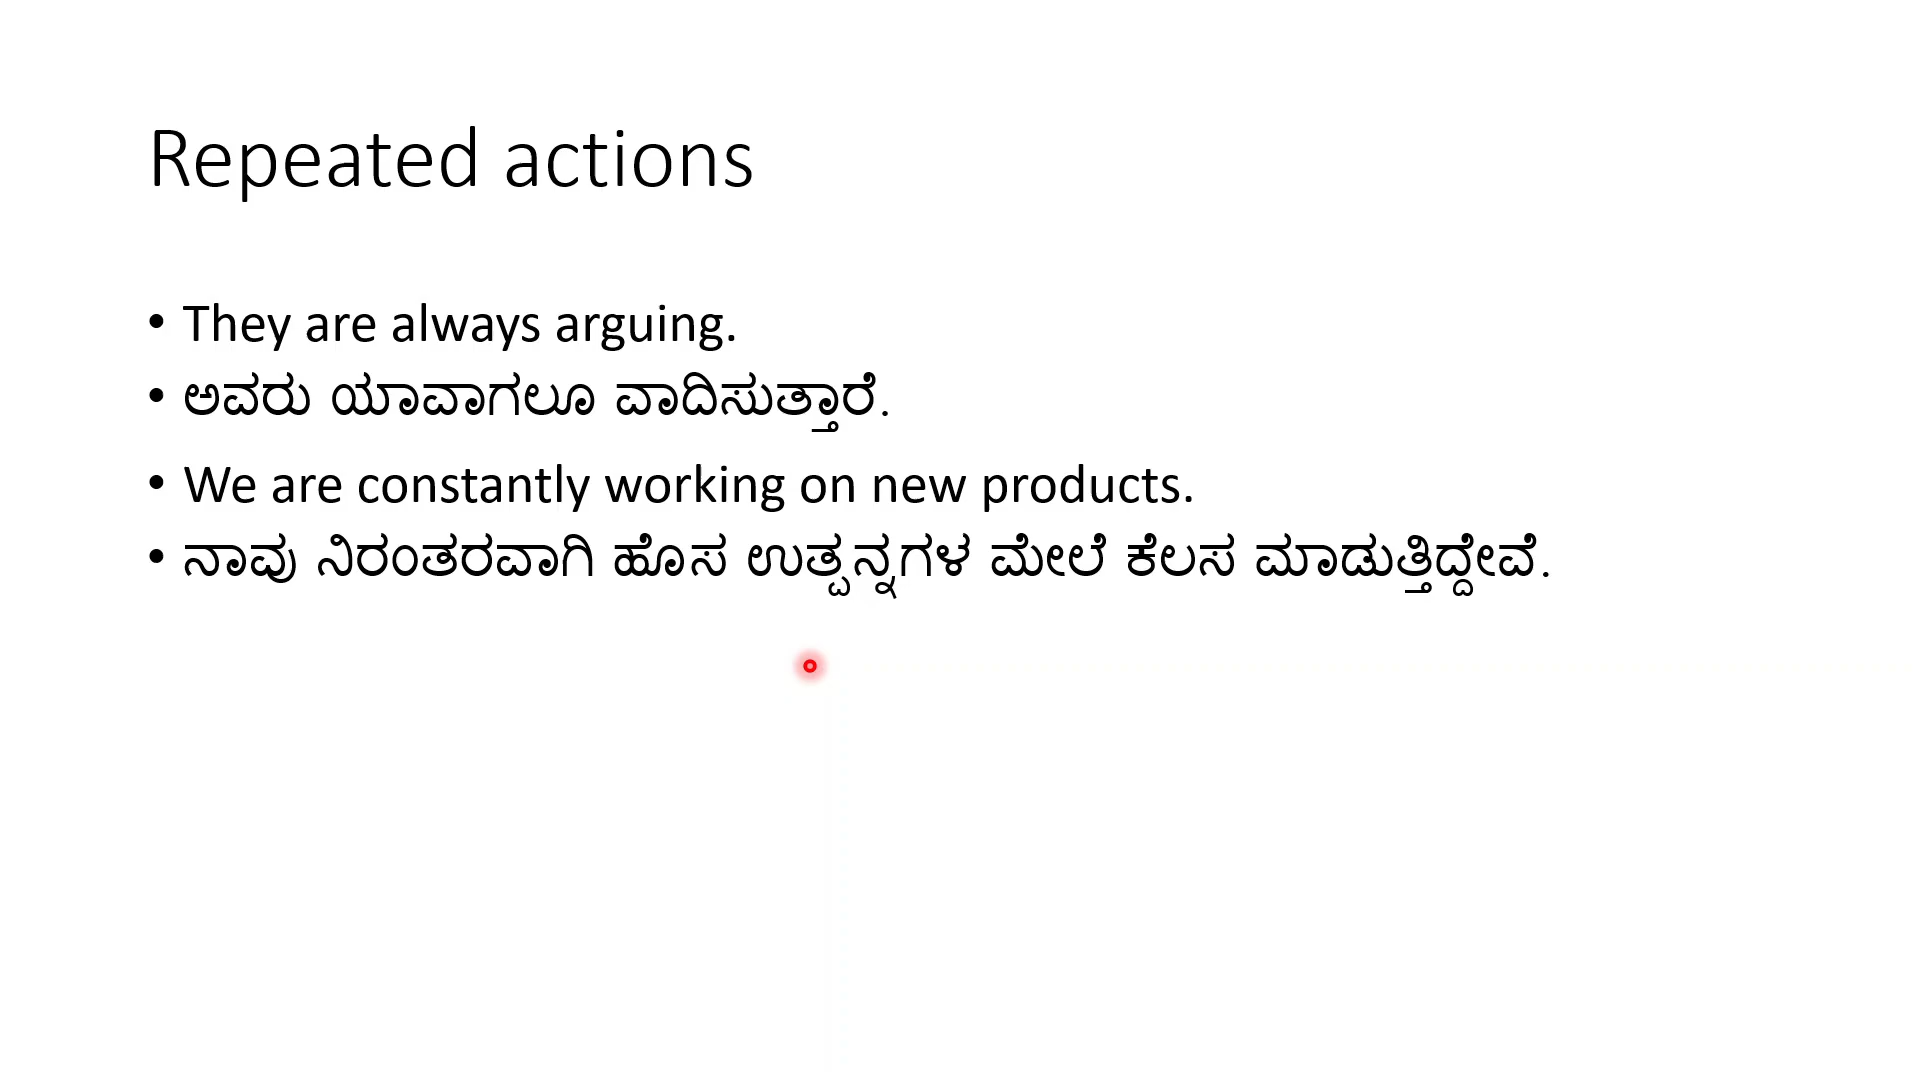 Repeated actions
• They are always arguing.
• ಅವರು ಯಾವಾಗಲೂ ವಾದಿಸುತ್ತಾರೆ.
• We are constantly working on new products.
• ನಾವು ನಿರಂತರವಾಗಿ ಹೊಸ ಉತ್ಪನ್ನಗಳ ಮೇಲೆ ಕೆಲಸ ಮಾಡುತ್ತಿದ್ದೇವೆ.